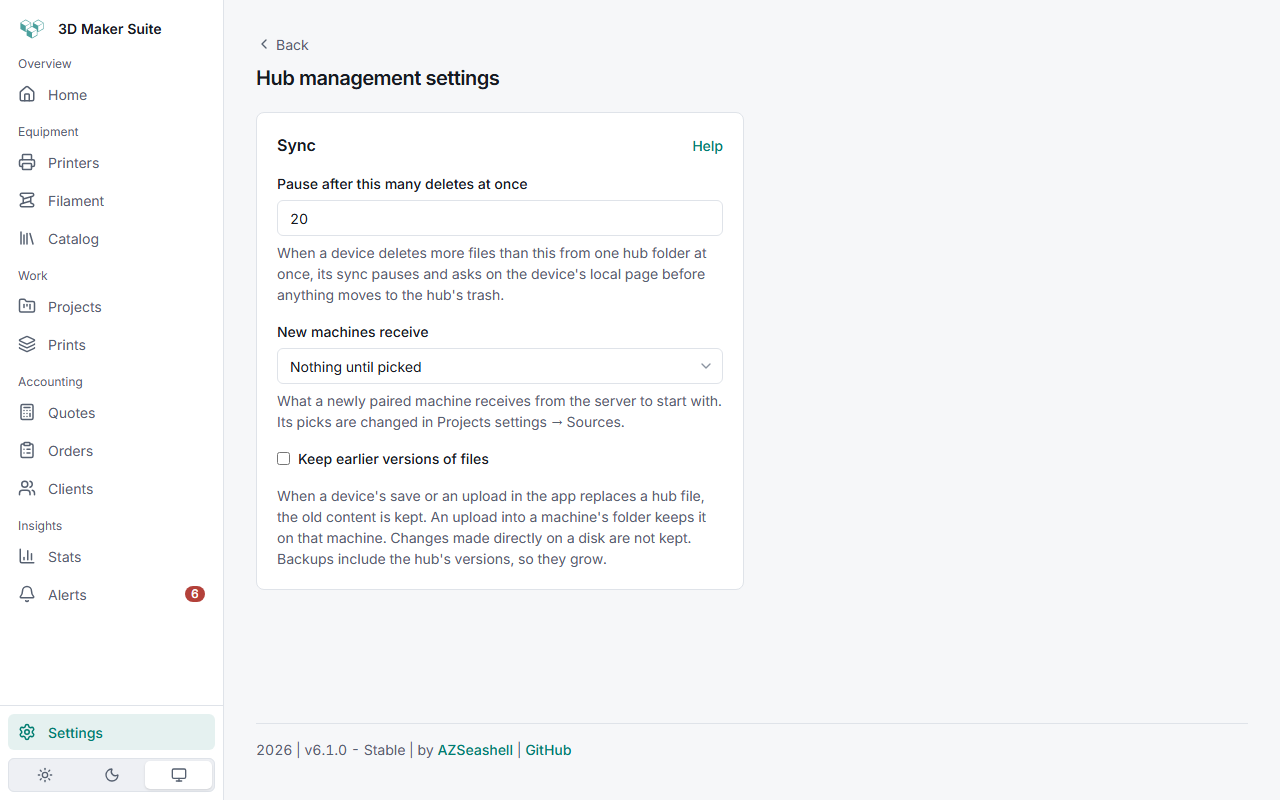 3D Maker Suite
Overview
Home
Equipment
Printers
Filament
Catalog
Work
Projects
Prints
Accounting
Quotes
Orders
Clients
Insights
Stats
Alerts
6
Settings
Back
Hub management settings
Sync
Help
Pause after this many deletes at once
20
When a device deletes more files than this from one hub folder at
once, its sync pauses and asks on the device's local page before
anything moves to the hub's trash.
New machines receive
Nothing until picked
What a newly paired machine receives from the server to start with.
Its picks are changed in Projects settings → Sources.
Keep earlier versions of files
When a device's save or an upload in the app replaces a hub file,
the old content is kept. An upload into a machine's folder keeps it
on that machine. Changes made directly on a disk are not kept.
Backups include the hub's versions, so they grow.
2026 | v6.1.0 - Stable | by AZSeashell | GitHub